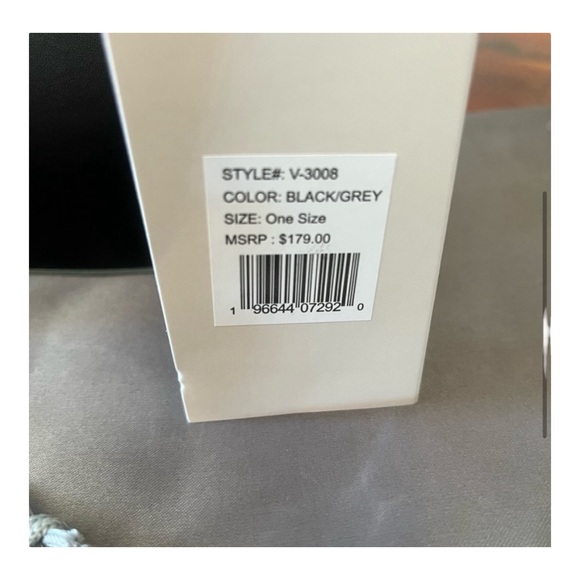 STYLE#: V-3008
COLOR: BLACK/GREY
SIZE: One Size
MSRP : $179.00
1 96644 07292 0